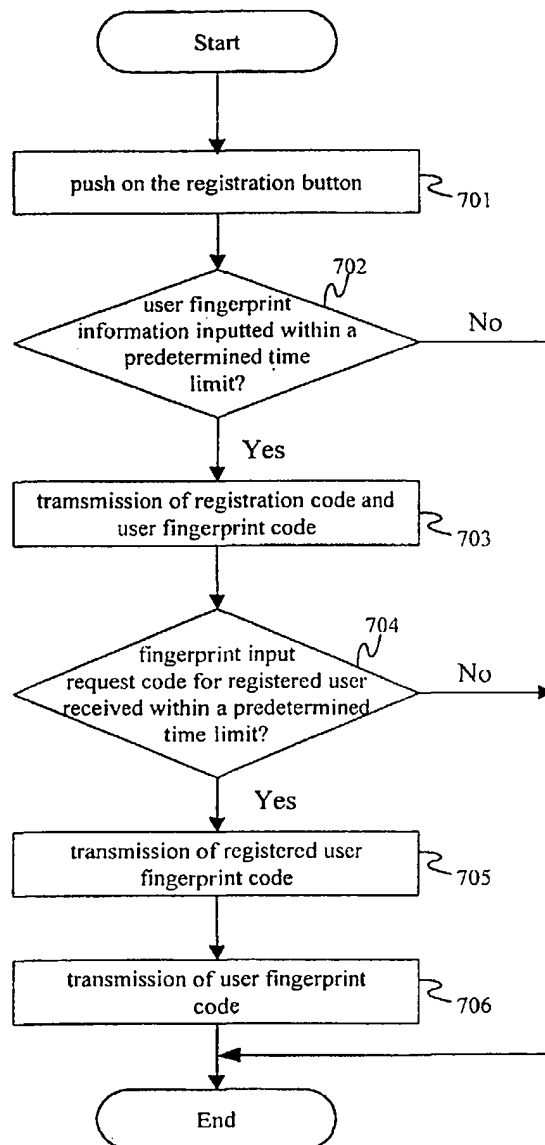 Start
push on the registration button
701
702
user fingerprint
information inputted within a
predetermined time
limit?
No
Yes
tramsmission of registration code and
user fingerprint code
703
704
fingerprint input
request code for registered user
received within a predetermined
time limit?
No
Yes
transmission of registered user
fingerprint code
705
transmission of user fingerprint
code
706
End